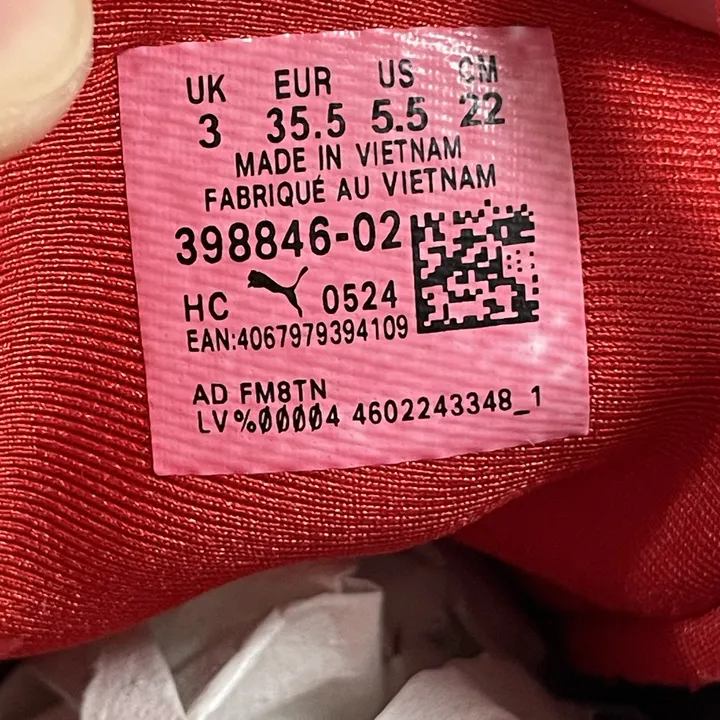 UK EUR US CM
3 35.5 5.5 22
MADE IN VIETNAM
FABRIQUÉ AU VIETNAM
398846-02
HC 0524
EAN:4067979394109
AD FM8TN
LV%00004 4602243348_1